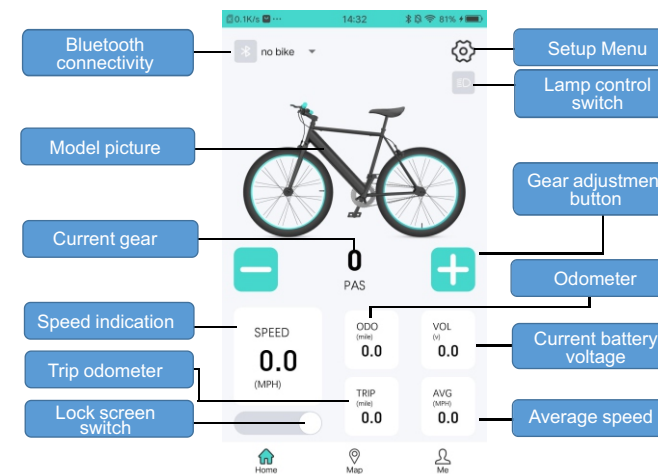 0.1K/s ... 14:32 81%
Bluetooth
connectivity
no bike
Setup Menu
Lamp control
switch
Model picture
Gear adjustmen
button
Current gear
0
PAS
Odometer
Speed indication
SPEED
0.0
(MPH)
ODO
(mile)
0.0
VOL
(v)
0.0
Current battery
voltage
Trip odometer
TRIP
(mile)
0.0
AVG
(MPH)
0.0
Average speed
Lock screen
switch
Home Map Me